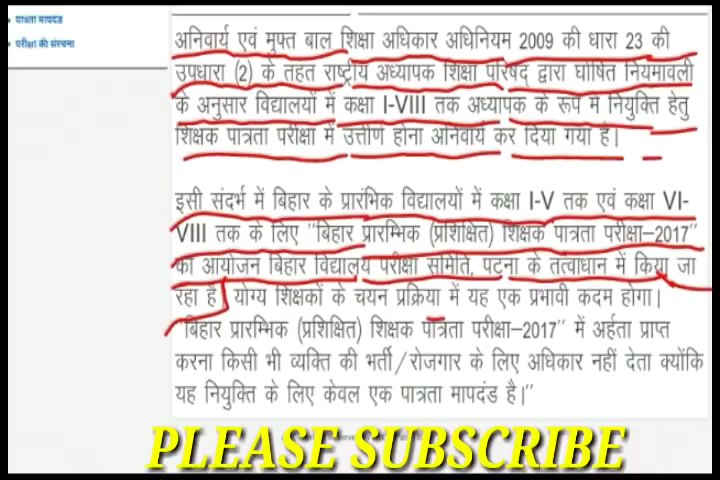 पात्रता मापदंड
परीक्षा की संरचना
अनिवार्य एवं मुफ्त बाल शिक्षा अधिकार अधिनियम 2009 की धारा 23 की
उपधारा (2) के तहत राष्ट्रीय अध्यापक शिक्षा परिषद् द्वारा घोषित नियमावली
के अनुसार विद्यालयों में कक्षा I-VIII तक अध्यापक के रूप में नियुक्ति हेतु
शिक्षक पात्रता परीक्षा में उत्तीर्ण होना अनिवार्य कर दिया गया है।
इसी संदर्भ में बिहार के प्रारंभिक विद्यालयों में कक्षा I-V तक एवं कक्षा VI-
VIII तक के लिए "बिहार प्रारम्भिक (प्रशिक्षित) शिक्षक पात्रता परीक्षा–2017"
का आयोजन बिहार विद्यालय परीक्षा समिति, पटना के तत्वाधान में किया जा
रहा है योग्य शिक्षकों के चयन प्रक्रिया में यह एक प्रभावी कदम होगा।
"बिहार प्रारम्भिक (प्रशिक्षित) शिक्षक पात्रता परीक्षा–2017" में अर्हता प्राप्त
करना किसी भी व्यक्ति की भर्ती/रोजगार के लिए अधिकार नहीं देता क्योंकि
यह नियुक्ति के लिए केवल एक पात्रता मापदंड है।"
PLEASE SUBSCRIBE